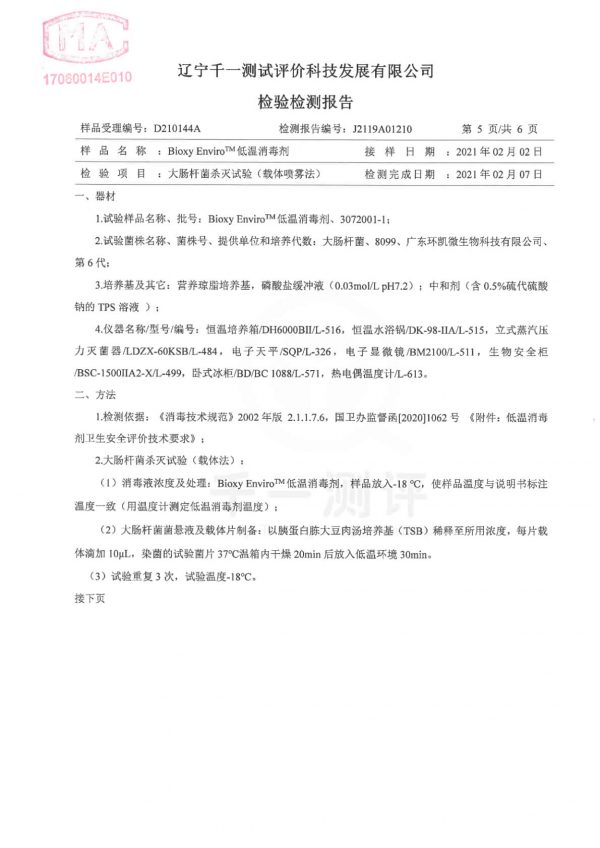 CMA
17060014E010
辽宁千一测试评价科技发展有限公司
检验检测报告
样品受理编号：D210144A 检测报告编号：J2119A01210 第 5 页/共 6 页
样品名称：Bioxy Enviro™低温消毒剂 接样日期：2021 年 02 月 02 日
检验项目：大肠杆菌杀灭试验（载体喷雾法） 检测完成日期：2021 年 02 月 07 日
一、器材
1.试验样品名称、批号：Bioxy Enviro™低温消毒剂、3072001-1；
2.试验菌株名称、菌株号、提供单位和培养代数：大肠杆菌、8099、广东环凯微生物科技有限公司、
第 6 代；
3.培养基及其它：营养琼脂培养基，磷酸盐缓冲液（0.03mol/L pH7.2）；中和剂（含 0.5%硫代硫酸
钠的 TPS 溶液 ）；
4.仪器名称/型号/编号：恒温培养箱/DH6000BII/L-516，恒温水浴锅/DK-98-IIA/L-515，立式蒸汽压
力灭菌器/LDZX-60KSB/L-484，电子天平/SQP/L-326，电子显微镜/BM2100/L-511，生物安全柜
/BSC-1500IIA2-X/L-499，卧式冰柜/BD/BC 1088/L-571，热电偶温度计/L-613。
二、方法
1.检测依据：《消毒技术规范》2002 年版 2.1.1.7.6，国卫办监督函[2020]1062 号 《附件：低温消毒
剂卫生安全评价技术要求》；
2.大肠杆菌杀灭试验（载体法）：
（1）消毒液浓度及处理：Bioxy Enviro™低温消毒剂，样品放入-18 ℃，使样品温度与说明书标注
温度一致（用温度计测定低温消毒剂温度）；
千一测评
（2）大肠杆菌菌悬液及载体片制备：以胰蛋白胨大豆肉汤培养基（TSB）稀释至所用浓度，每片载
体滴加 10μL，染菌的试验菌片 37℃温箱内干燥 20min 后放入低温环境 30min。
（3）试验重复 3 次，试验温度-18℃。
接下页